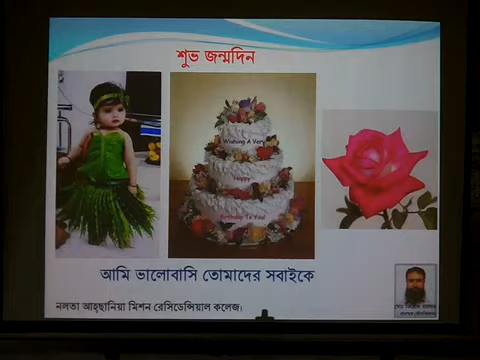 শুভ জন্মদিন
Wishing A Very
Happy
Birthday To You!
আমি ভালোবাসি তোমাদের সবাইকে
নলতা আহ্ছানিয়া মিশন রেসিডেন্সিয়াল কলেজ।